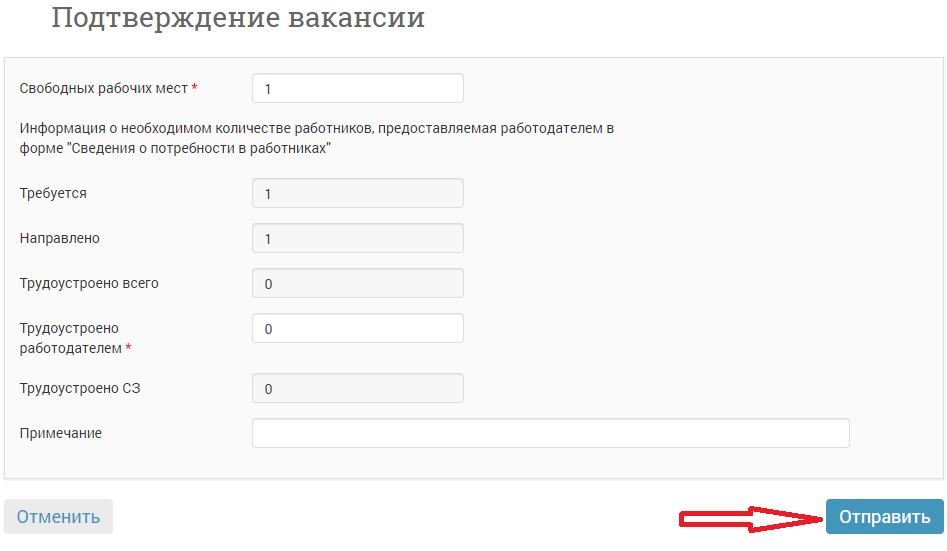 Подтверждение вакансии
Свободных рабочих мест *
1
Информация о необходимом количестве работников, предоставляемая работодателем в
форме "Сведения о потребности в работниках"
Требуется
1
Направлено
1
Трудоустроено всего
0
Трудоустроено
работодателем *
0
Трудоустроено СЗ
0
Примечание
Отменить
Отправить